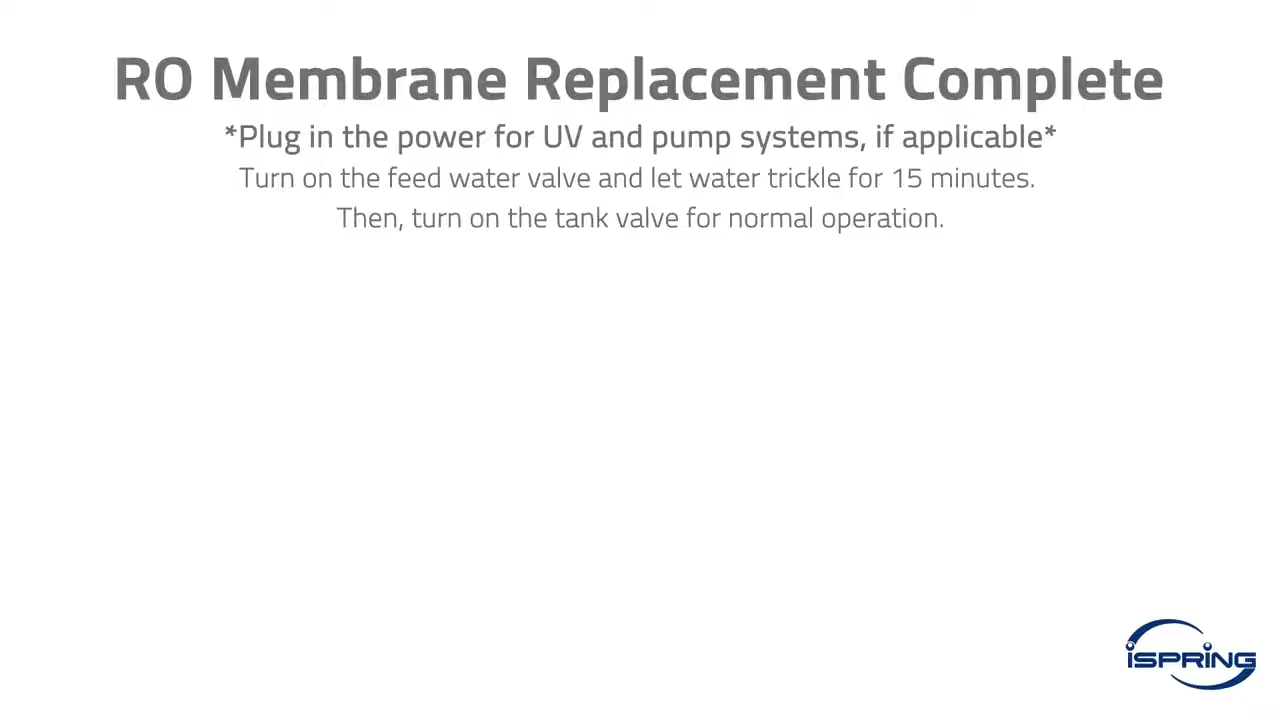 RO Membrane Replacement Complete
*Plug in the power for UV and pump systems, if applicable*
Turn on the feed water valve and let water trickle for 15 minutes.
Then, turn on the tank valve for normal operation.
iSPRiNG